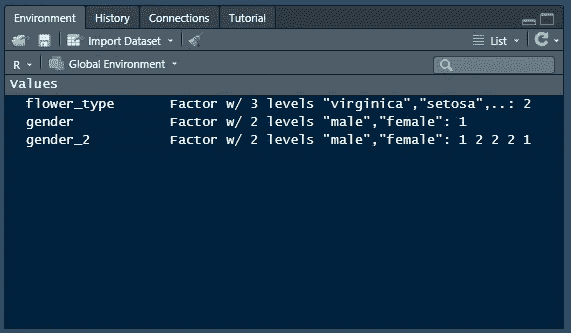 Environment History Connections Tutorial
Import Dataset List
R Global Environment
Values
flower_type Factor w/ 3 levels "virginica","setosa",..: 2
gender Factor w/ 2 levels "male","female": 1
gender_2 Factor w/ 2 levels "male","female": 1 2 2 2 1